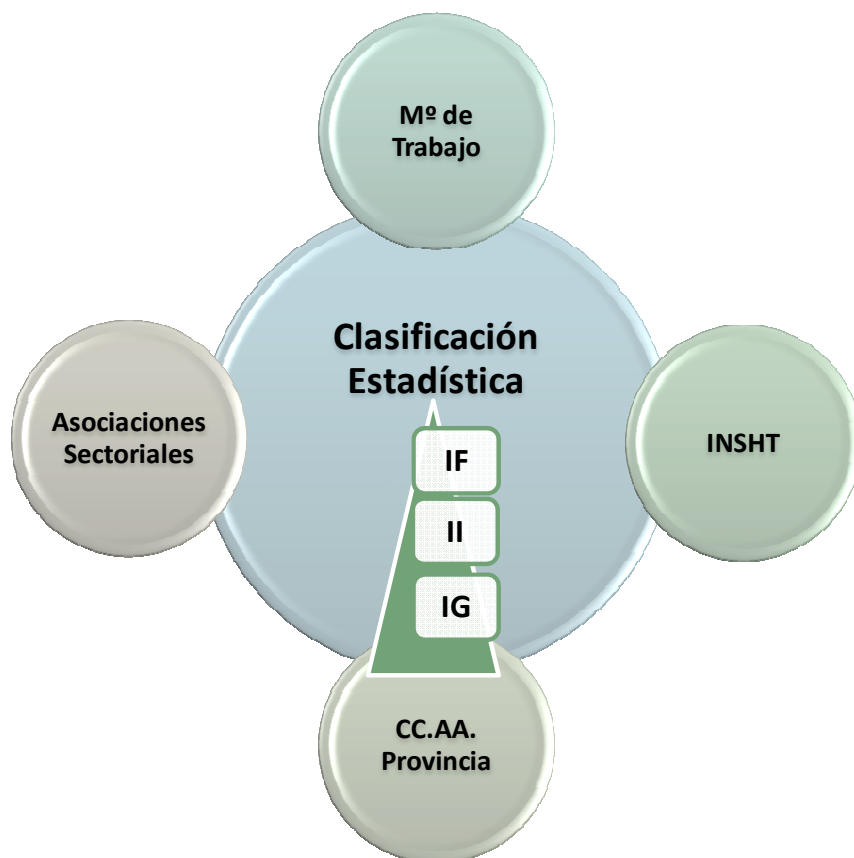 Mº de
Trabajo
Clasificación
Estadística
Asociaciones
Sectoriales
INSHT
IF
II
IG
CC.AA.
Provincia